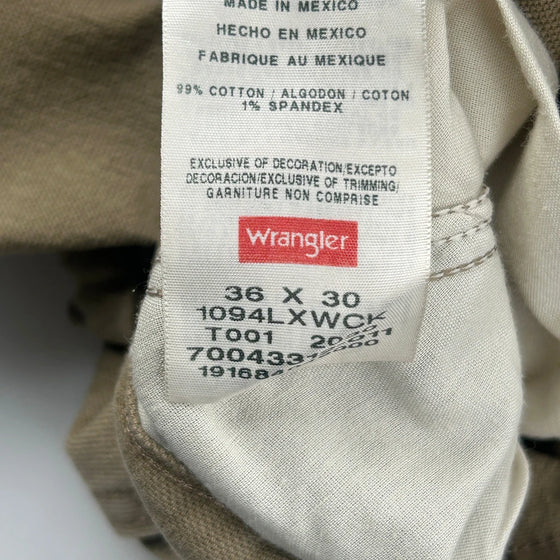 MADE IN MEXICO
HECHO EN MEXICO
FABRIQUE AU MEXIQUE
99% COTTON / ALGODON / COTON
1% SPANDEX
EXCLUSIVE OF DECORATION/EXCEPTO
DECORACION/EXCLUSIVE OF TRIMMING/
GARNITURE NON COMPRISE
Wrangler
36 X 30
1094LXWCK
T001